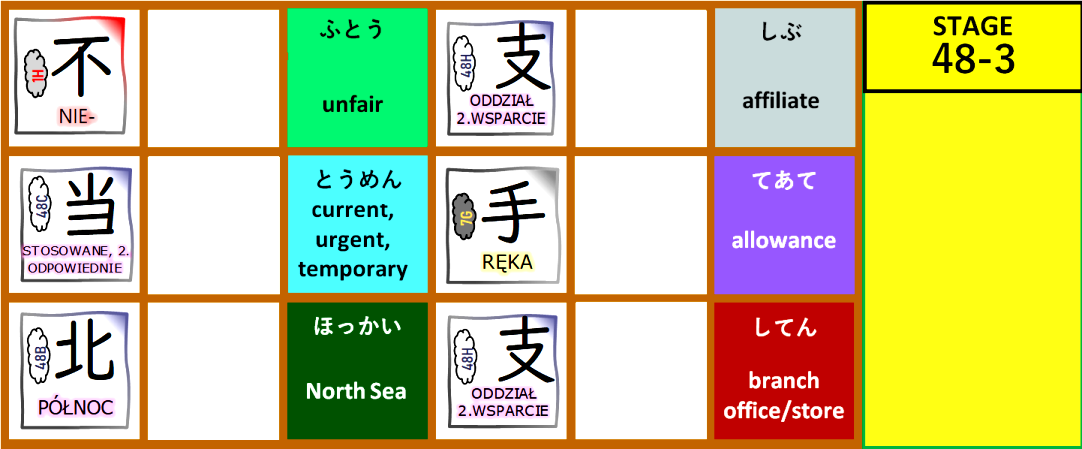 1H
不
NIE-
ふとう
unfair
48H
支
ODDZIAŁ
2.WSPARCIE
しぶ
affiliate
STAGE
48-3
48C
当
STOSOWANE, 2.
ODPOWIEDNIE
とうめん
current,
urgent,
temporary
7G
手
RĘKA
てあて
allowance
48B
北
PÓŁNOC
ほっかい
North Sea
48H
支
ODDZIAŁ
2.WSPARCIE
してん
branch
office/store